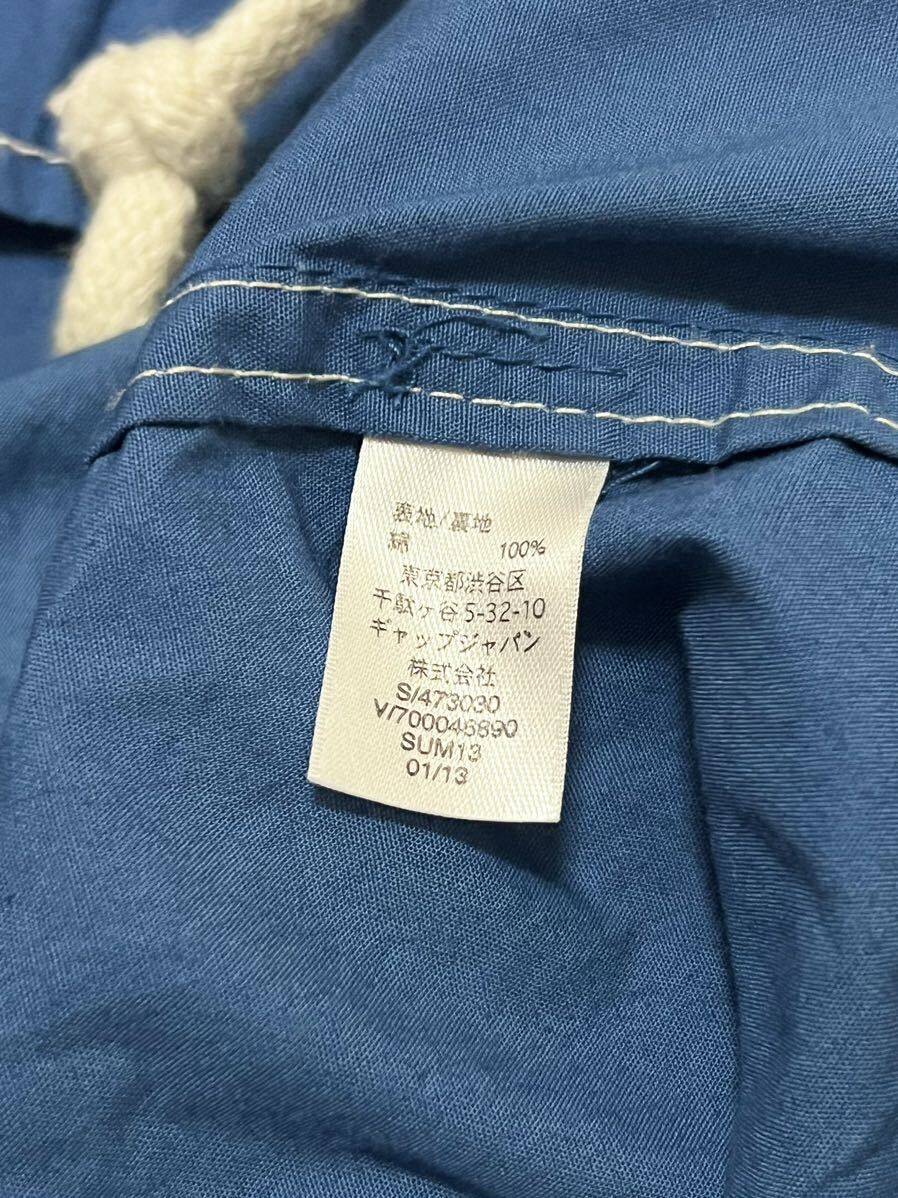 表地/裏地
綿 100%
東京都渋谷区
千駄ヶ谷5-32-10
ギャップジャパン
株式会社
S/473030
V/700046890
SUM13
01/13